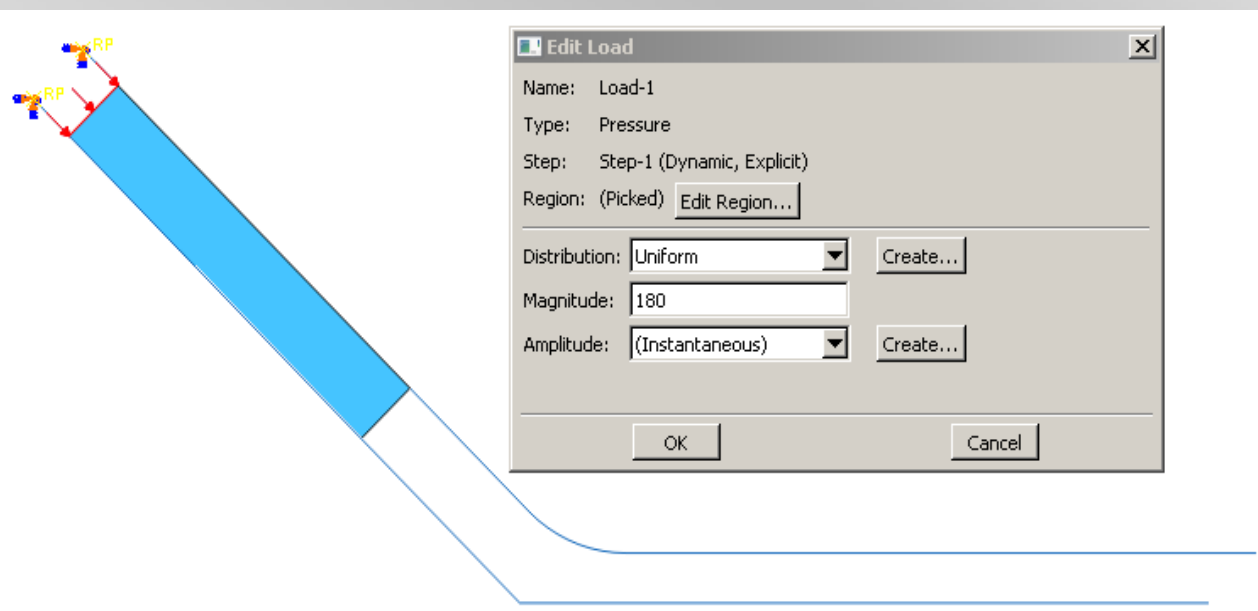 RP
RP
Edit Load
Name: Load-1
Type: Pressure
Step: Step-1 (Dynamic, Explicit)
Region: (Picked) Edit Region...
Distribution: Uniform Create...
Magnitude: 180
Amplitude: (Instantaneous) Create...
OK Cancel